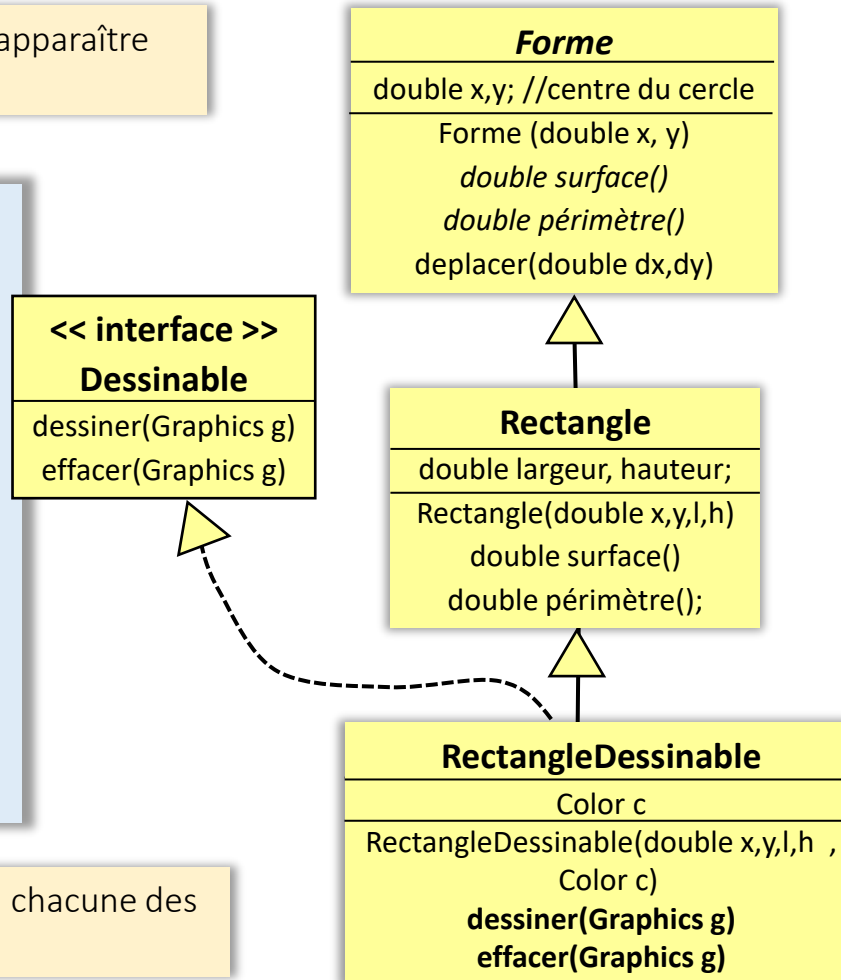 apparaître
Forme
double x,y; //centre du cercle
Forme (double x, y)
double surface()
double périmètre()
deplacer(double dx,dy)
<< interface >>
Dessinable
dessiner(Graphics g)
effacer(Graphics g)
Rectangle
double largeur, hauteur;
Rectangle(double x,y,l,h)
double surface()
double périmètre();
RectangleDessinable
Color c
RectangleDessinable(double x,y,l,h ,
Color c)
dessiner(Graphics g)
effacer(Graphics g)
chacune des